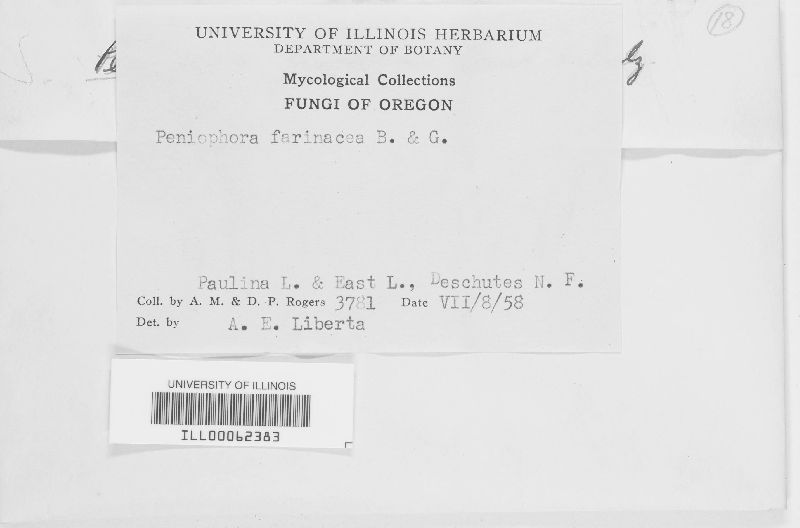 18
UNIVERSITY OF ILLINOIS HERBARIUM
DEPARTMENT OF BOTANY
Mycological Collections
FUNGI OF OREGON
Peniophora farinacea B. & G.
Paulina L. & East L., Deschutes N. F.
Coll. by A. M. & D. P. Rogers 3781 Date VII/8/58
Det. by A. E. Liberta
UNIVERSITY OF ILLINOIS
ILL00062383